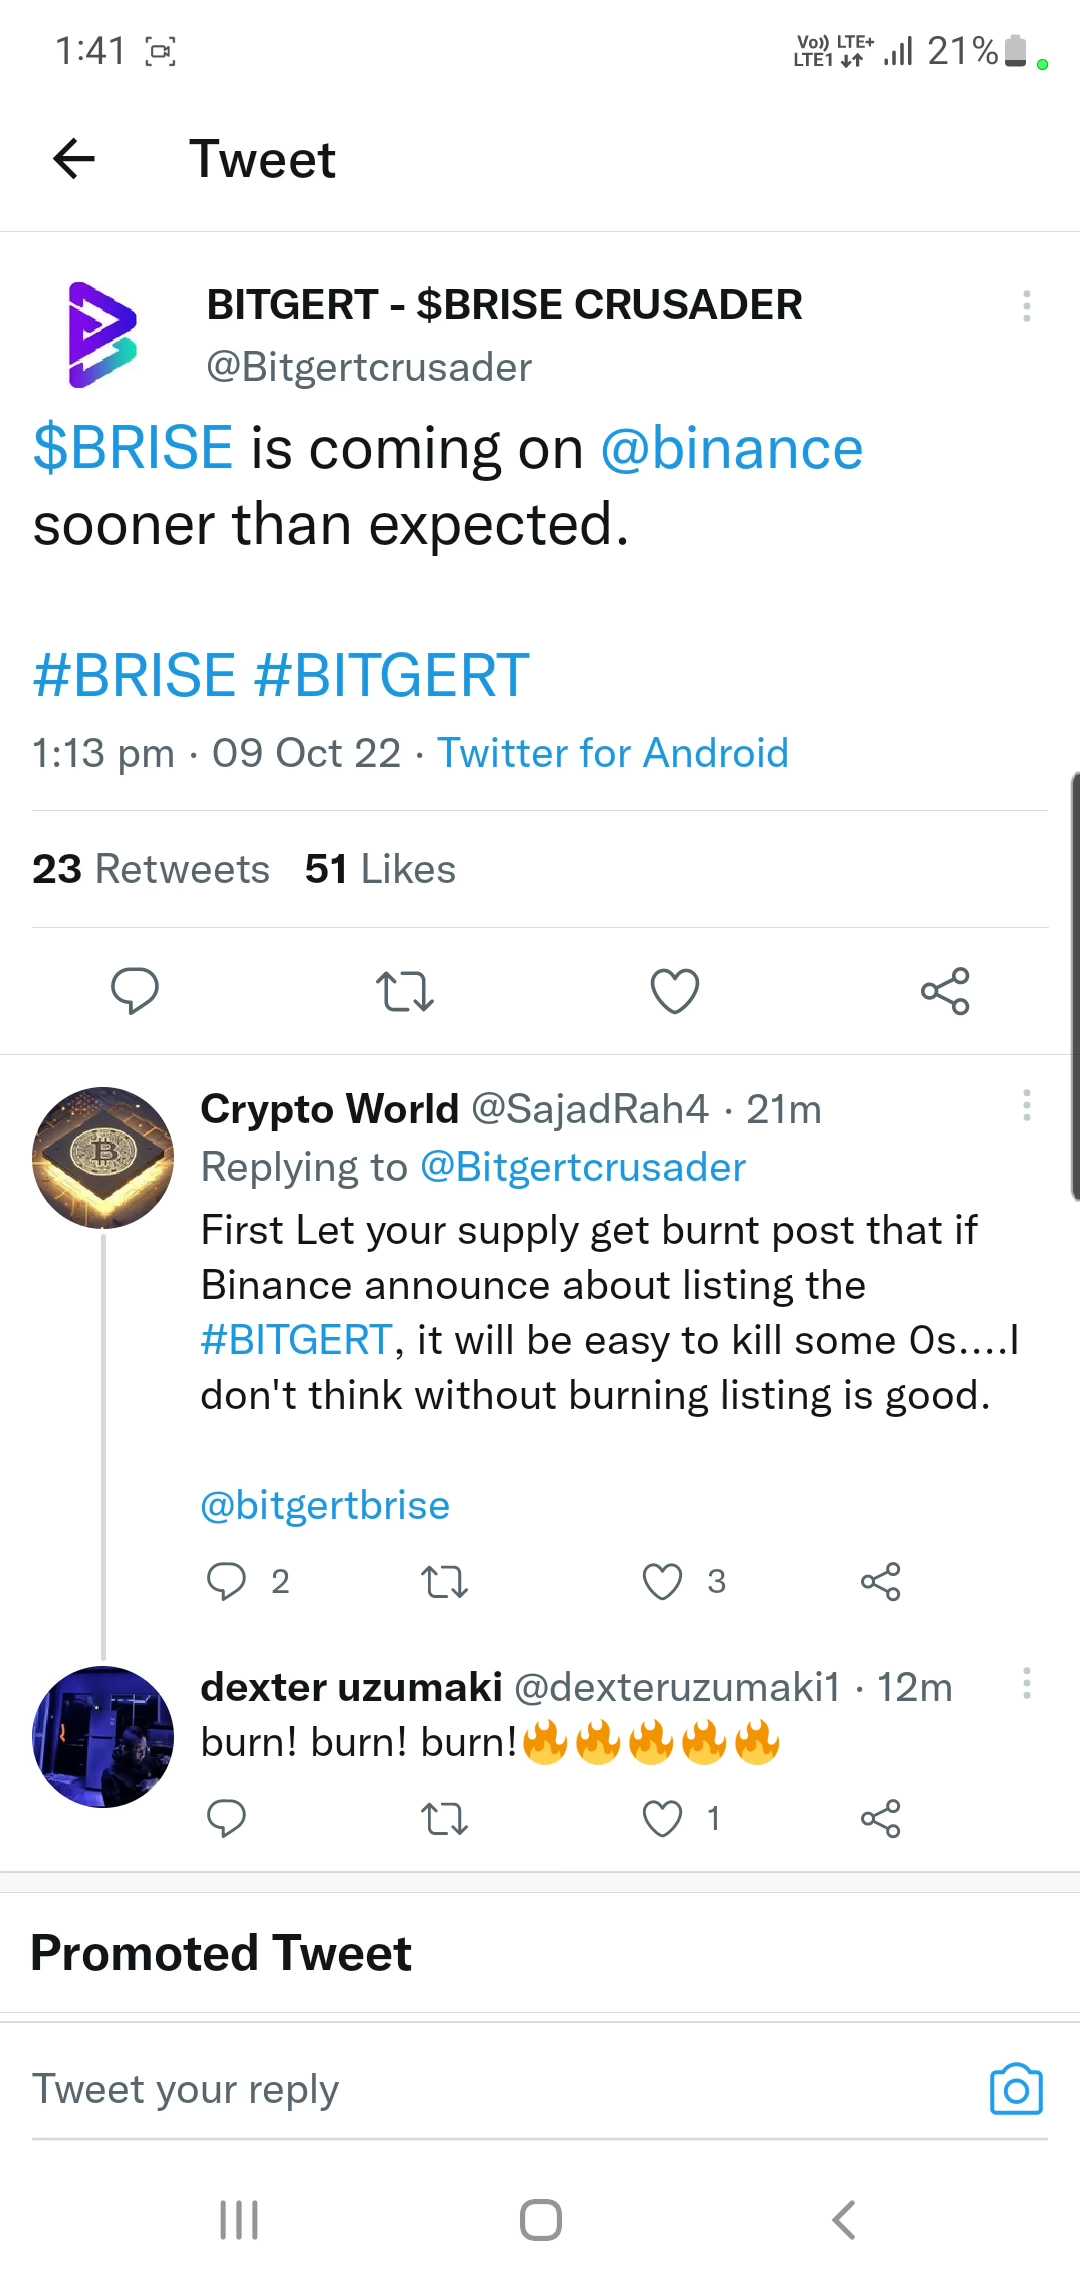 1:41
Vo)) LTE+
LTE1
21%
Tweet
BITGERT - $BRISE CRUSADER
@Bitgertcrusader
$BRISE is coming on @binance
sooner than expected.
#BRISE #BITGERT
1:13 pm · 09 Oct 22 · Twitter for Android
23 Retweets 51 Likes
Crypto World @SajadRah4 · 21m
Replying to @Bitgertcrusader
First Let your supply get burnt post that if
Binance announce about listing the
#BITGERT, it will be easy to kill some 0s....I
don't think without burning listing is good.
@bitgertbrise
2 3
dexter uzumaki @dexteruzumaki1 · 12m
burn! burn! burn!🔥🔥🔥🔥🔥
1
Promoted Tweet
Tweet your reply